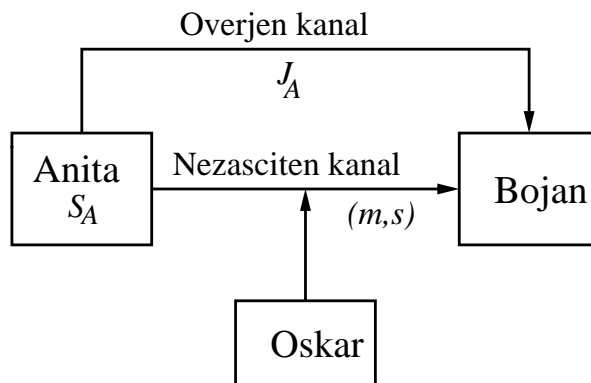 Overjen kanal
J_A
Anita
S_A
Nezasciten kanal
(m,s)
Bojan
Oskar